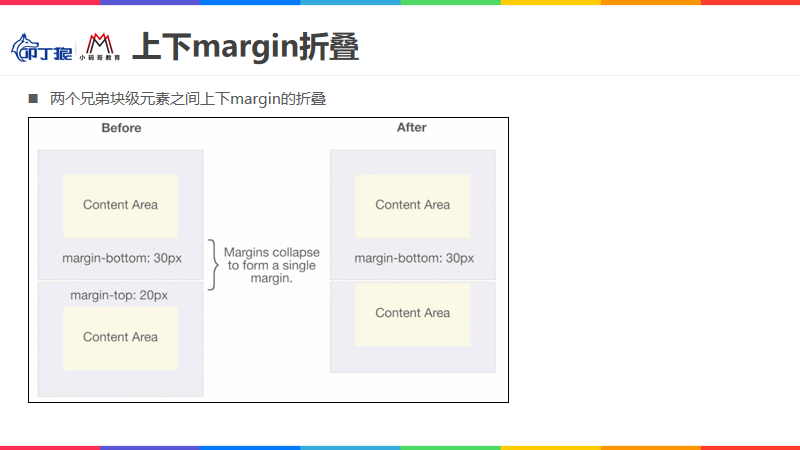 叩丁狼
小码哥教育
上下margin折叠
两个兄弟块级元素之间上下margin的折叠
Before
After
Content Area
Content Area
margin-bottom: 30px
Margins collapse
to form a single
margin.
margin-bottom: 30px
margin-top: 20px
Content Area
Content Area